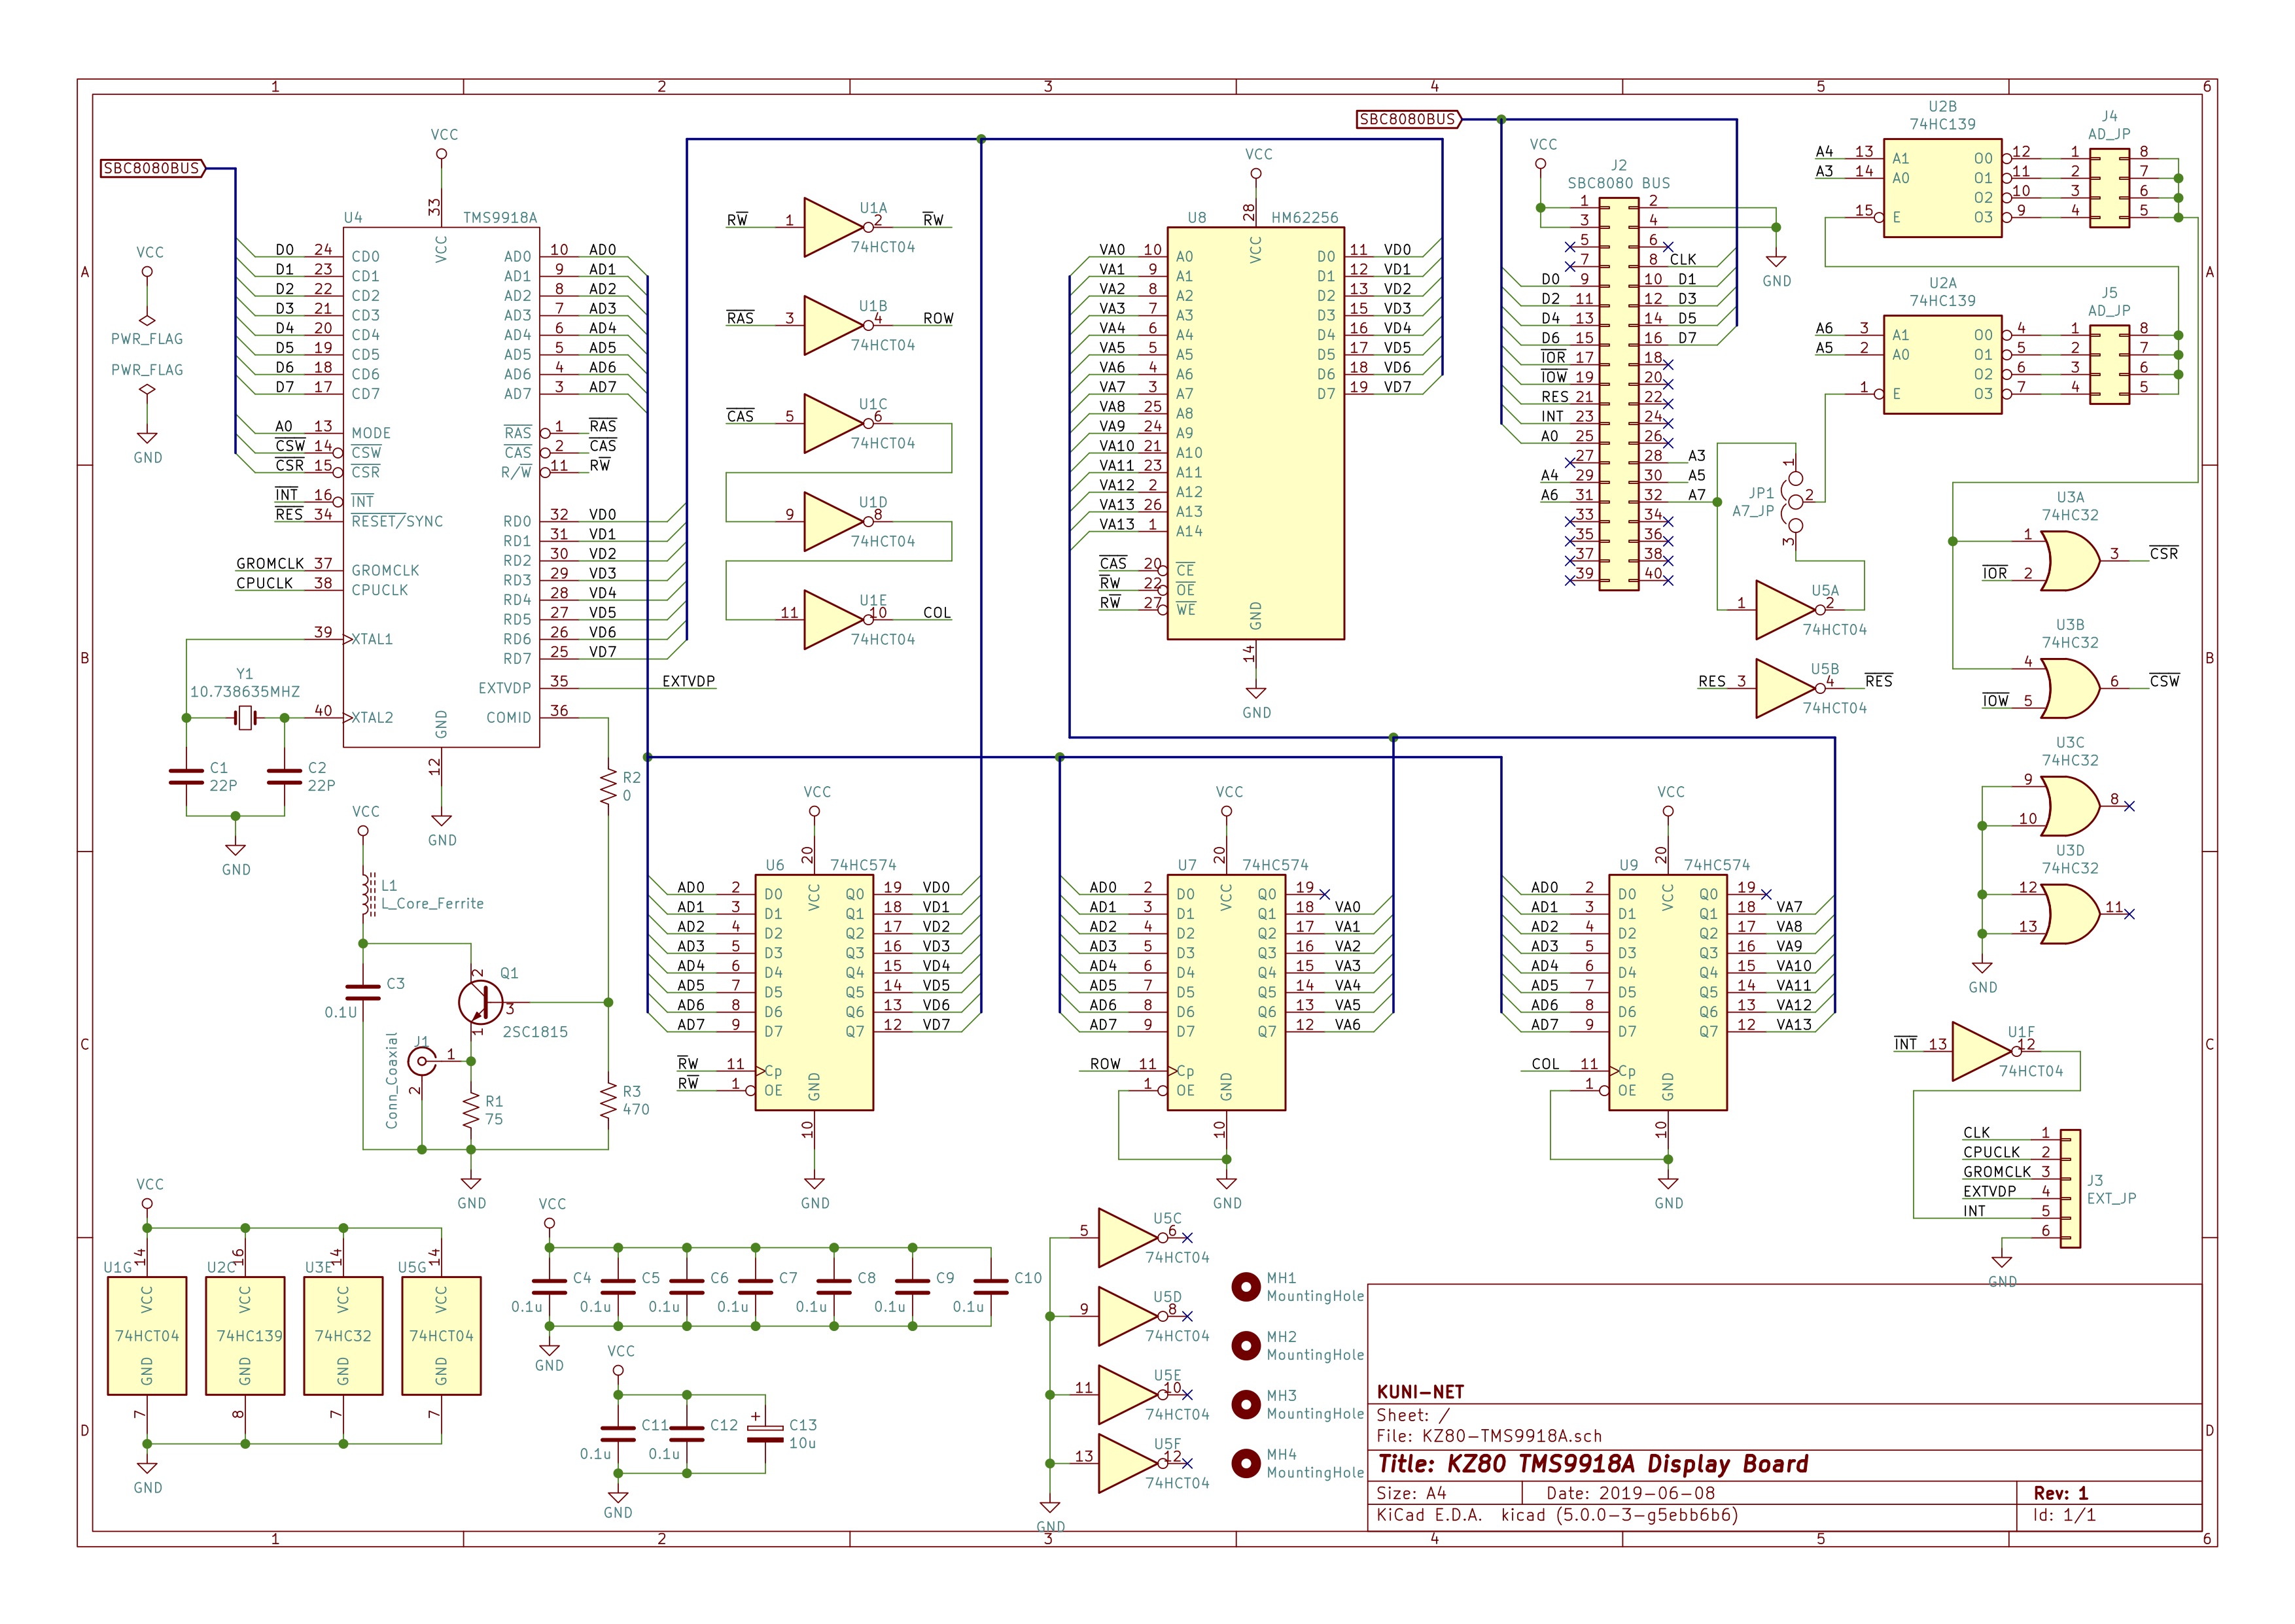 1 2 3 4 5 6
A
B
C
D
SBC8080BUS
VCC
PWR_FLAG
PWR_FLAG
GND
VCC
U4 TMS9918A
33 VCC
D0 24 CD0 AD0 10 AD0
D1 23 CD1 AD1 9 AD1
D2 22 CD2 AD2 8 AD2
D3 21 CD3 AD3 7 AD3
D4 20 CD4 AD4 6 AD4
D5 19 CD5 AD5 5 AD5
D6 18 CD6 AD6 4 AD6
D7 17 CD7 AD7 3 AD7
A0 13 MODE RAS 1 RAS
CSW 14 CSW CAS 2 CAS
CSR 15 CSR R/W 11 RW
INT 16 INT
RES 34 RESET/SYNC RD0 32 VD0
RD1 31 VD1
RD2 30 VD2
GROMCLK 37 GROMCLK RD3 29 VD3
CPUCLK 38 CPUCLK RD4 28 VD4
RD5 27 VD5
39 XTAL1 RD6 26 VD6
RD7 25 VD7
EXTVDP 35 EXTVDP
40 XTAL2 COMID 36
GND 12
GND
Y1
10.738635MHZ
C1
22P
C2
22P
GND
RW 1 U1A 2 RW
74HCT04
RAS 3 U1B 4 ROW
74HCT04
CAS 5 U1C 6
74HCT04
9 U1D 8
74HCT04
11 U1E 10 COL
74HCT04
VCC
U8 HM62256
28 VCC
VA0 10 A0 D0 11 VD0
VA1 9 A1 D1 12 VD1
VA2 8 A2 D2 13 VD2
VA3 7 A3 D3 15 VD3
VA4 6 A4 D4 16 VD4
VA5 5 A5 D5 17 VD5
VA6 4 A6 D6 18 VD6
VA7 3 A7 D7 19 VD7
VA8 25 A8
VA9 24 A9
VA10 21 A10
VA11 23 A11
VA12 2 A12
VA13 26 A13
VA13 1 A14
CAS 20 CE
RW 22 OE
RW 27 WE
GND 14
GND
SBC8080BUS
VCC
J2
SBC8080 BUS
1 2
3 4
5 6
7 8 CLK
D0 9 10 D1
D2 11 12 D3
D4 13 14 D5
D6 15 16 D7
IOR 17 18
IOW 19 20
RES 21 22
INT 23 24
A0 25 26
27 28 A3
A4 29 30 A5
A6 31 32 A7
33 34
35 36
37 38
39 40
GND
JP1
A7_JP
1
2
3
1 U5A 2
74HCT04
RES 3 U5B 4 RES
74HCT04
U2B
74HC139
A4 13 A1 O0 12
A3 14 A0 O1 11
O2 10
15 E O3 9
J4
AD_JP
1 8
2 7
3 6
4 5
U2A
74HC139
A6 3 A1 O0 4
A5 2 A0 O1 5
O2 6
1 E O3 7
J5
AD_JP
1 8
2 7
3 6
4 5
U3A
74HC32
1
3 CSR
IOR 2
U3B
74HC32
4
6 CSW
IOW 5
U3C
74HC32
9
8
10
U3D
74HC32
12
11
13
GND
R2
0
VCC
L1
L_Core_Ferrite
C3
0.1U
2
Q1
3
2SC1815
1
J1
Conn_Coaxial
1
2
R1
75
R3
470
GND
VCC
U6 74HC574
20 VCC
AD0 2 D0 Q0 19 VD0
AD1 3 D1 Q1 18 VD1
AD2 4 D2 Q2 17 VD2
AD3 5 D3 Q3 16 VD3
AD4 6 D4 Q4 15 VD4
AD5 7 D5 Q5 14 VD5
AD6 8 D6 Q6 13 VD6
AD7 9 D7 Q7 12 VD7
RW 11 Cp
RW 1 OE
GND 10
GND
VCC
U7 74HC574
20 VCC
AD0 2 D0 Q0 19
AD1 3 D1 Q1 18 VA0
AD2 4 D2 Q2 17 VA1
AD3 5 D3 Q3 16 VA2
AD4 6 D4 Q4 15 VA3
AD5 7 D5 Q5 14 VA4
AD6 8 D6 Q6 13 VA5
AD7 9 D7 Q7 12 VA6
ROW 11 Cp
1 OE
GND 10
GND
VCC
U9 74HC574
20 VCC
AD0 2 D0 Q0 19
AD1 3 D1 Q1 18 VA7
AD2 4 D2 Q2 17 VA8
AD3 5 D3 Q3 16 VA9
AD4 6 D4 Q4 15 VA10
AD5 7 D5 Q5 14 VA11
AD6 8 D6 Q6 13 VA12
AD7 9 D7 Q7 12 VA13
COL 11 Cp
1 OE
GND 10
GND
INT 13 U1F 12
74HCT04
CLK 1
CPUCLK 2
GROMCLK 3
EXTVDP 4
INT 5
6
J3
EXT_JP
GND
VCC
U1G 14 U2C 16 U3E 14 U5G 14
VCC VCC VCC VCC
74HCT04 74HC139 74HC32 74HCT04
GND GND GND GND
7 8 7 7
GND
VCC
C4 C5 C6 C7 C8 C9 C10
0.1u 0.1u 0.1u 0.1u 0.1u 0.1u 0.1u
GND
VCC
C11 C12 + C13
0.1u 0.1u 10u
GND
5 U5C 6
74HCT04
9 U5D 8
74HCT04
11 U5E 10
74HCT04
13 U5F 12
74HCT04
GND
MH1
MountingHole
MH2
MountingHole
MH3
MountingHole
MH4
MountingHole
KUNI-NET
Sheet: /
File: KZ80-TMS9918A.sch
Title: KZ80 TMS9918A Display Board
Size: A4 Date: 2019-06-08 Rev: 1
KiCad E.D.A. kicad (5.0.0-3-g5ebb6b6) Id: 1/1
A
B
C
D
1 2 3 4 5 6